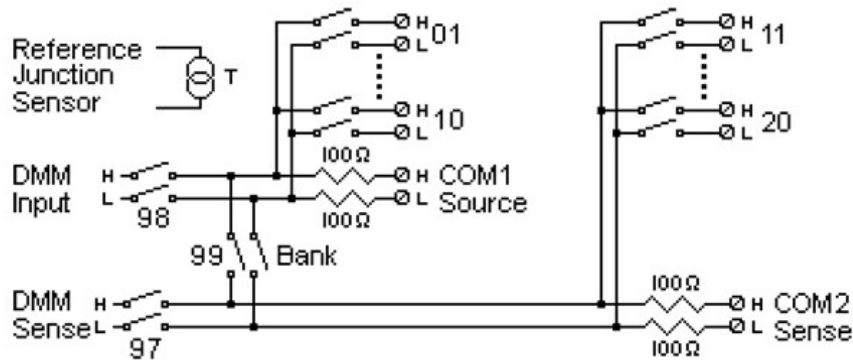 H 01 H 11
L L
Reference
Junction T
Sensor
H 10 H 20
L L
100Ω
DMM H H COM1
Input L L Source
98 100Ω
99 Bank
100Ω
DMM H H COM2
Sense L L Sense
97 100Ω